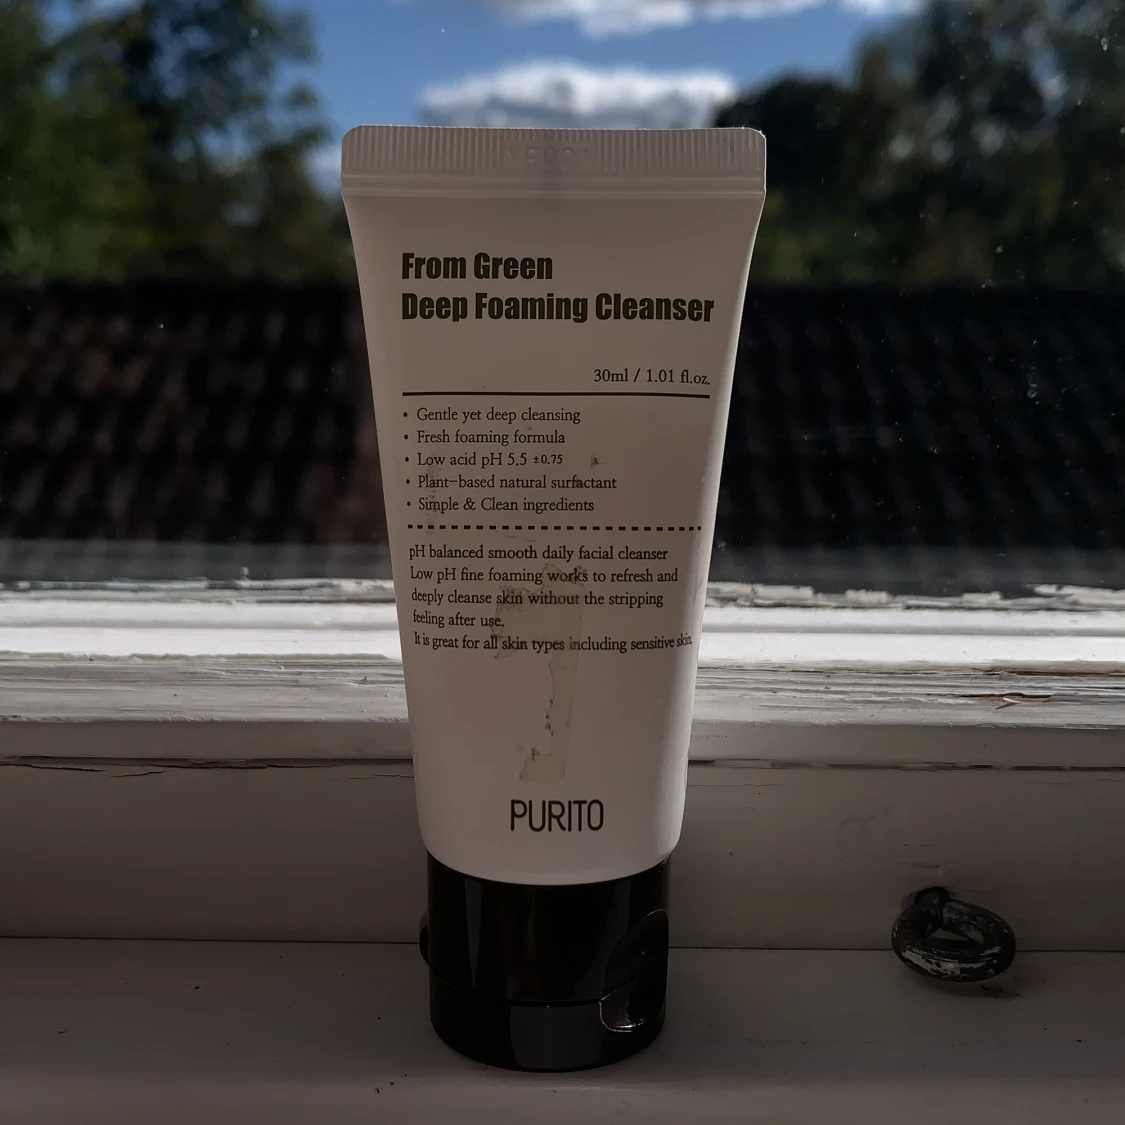 From Green
Deep Foaming Cleanser
30ml / 1.01 fl.oz.
• Gentle yet deep cleansing
• Fresh foaming formula
• Low acid pH 5.5 ±0.75
• Plant-based natural surfactant
• Simple & Clean ingredients
pH balanced smooth daily facial cleanser
Low pH fine foaming works to refresh and
deeply cleanse skin without the stripping
feeling after use.
It is great for all skin types including sensitive skin.
PURITO